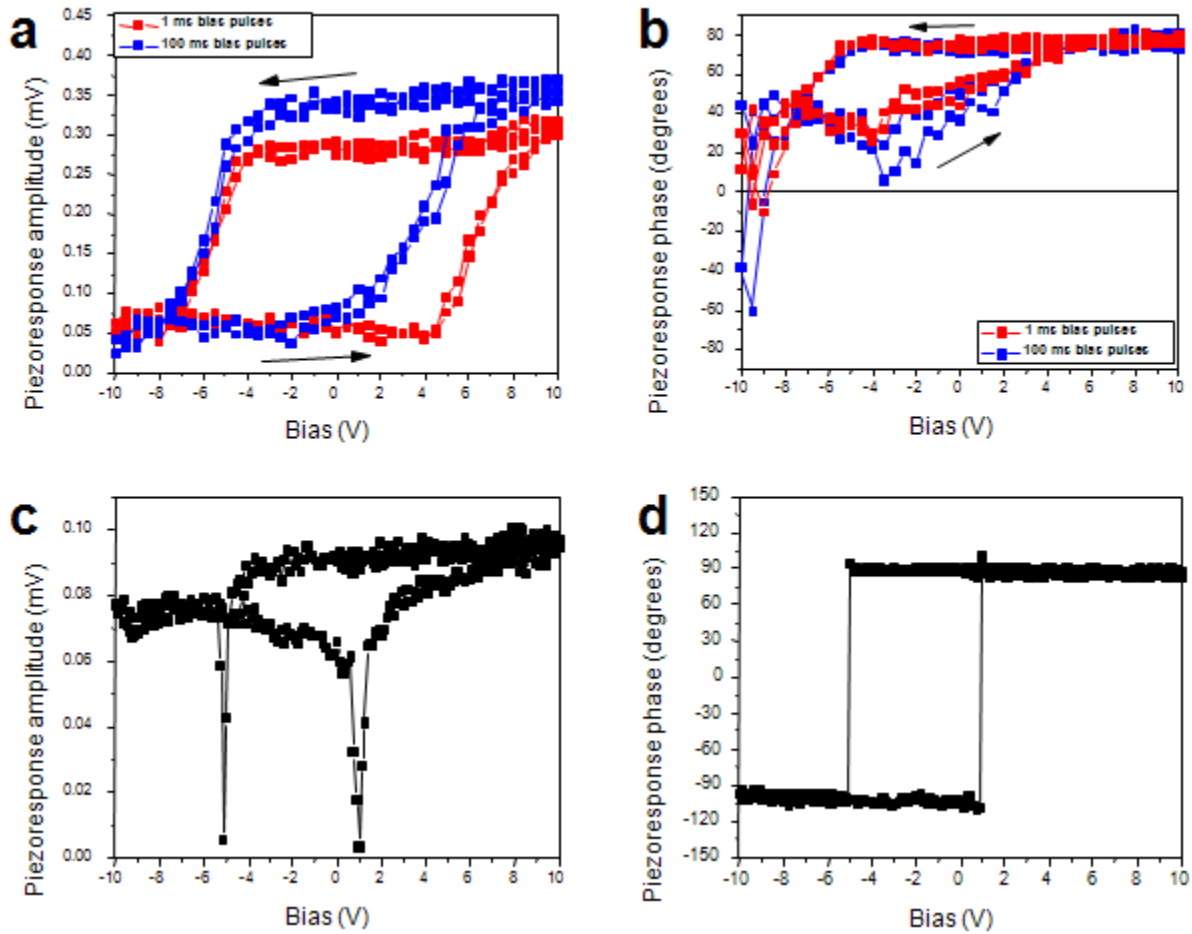 a
1 ms bias pulses
100 ms bias pulses
Piezoresponse amplitude (mV)
0.45
0.40
0.35
0.30
0.25
0.20
0.15
0.10
0.05
0.00
-10 -8 -6 -4 -2 0 2 4 6 8 10
Bias (V)
b
Piezoresponse phase (degrees)
80
60
40
20
0
-20
-40
-60
-80
1 ms bias pulses
100 ms bias pulses
-10 -8 -6 -4 -2 0 2 4 6 8 10
Bias (V)
c
Piezoresponse amplitude (mV)
0.10
0.08
0.06
0.04
0.02
0.00
-10 -8 -6 -4 -2 0 2 4 6 8 10
Bias (V)
d
Piezoresponse phase (degrees)
150
120
90
60
30
0
-30
-60
-90
-120
-150
-10 -8 -6 -4 -2 0 2 4 6 8 10
Bias (V)